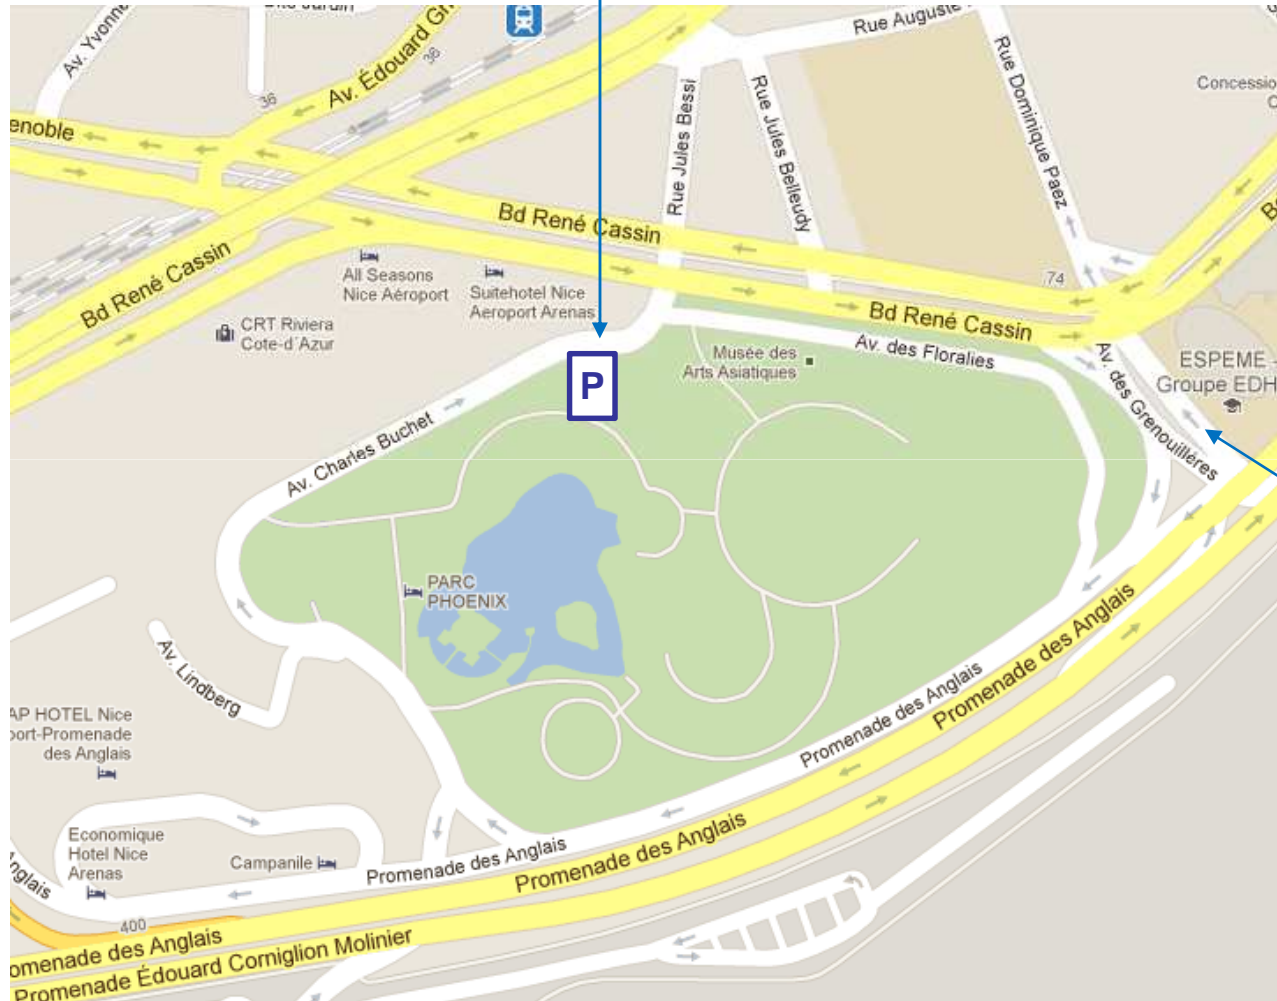 Av. Yvonne
Av. Édouard Gr
36
36
Rue Auguste
Rue Dominique Paez
Concessio
C
enoble
Rue Jules Bessi
Rue Jules Belleudy
Bd René Cassin
Bd René Cassin
All Seasons
Nice Aéroport
Suitehotel Nice
Aeroport Arenas
74
B
Bd René Cassin
CRT Riviera
Cote-d´Azur
Musée des
Arts Asiatiques
Av. des Floralies
ESPEME -
Groupe EDH
P
Av. des Grenouillères
Av. Charles Buchet
PARC
PHOENIX
Av. Lindberg
AP HOTEL Nice
port-Promenade
des Anglais
Promenade des Anglais
Promenade des Anglais
Economique
Hotel Nice
Arenas
Campanile
Promenade des Anglais
Promenade des Anglais
Anglais
400
omenade des Anglais
Promenade Édouard Corniglion Molinier